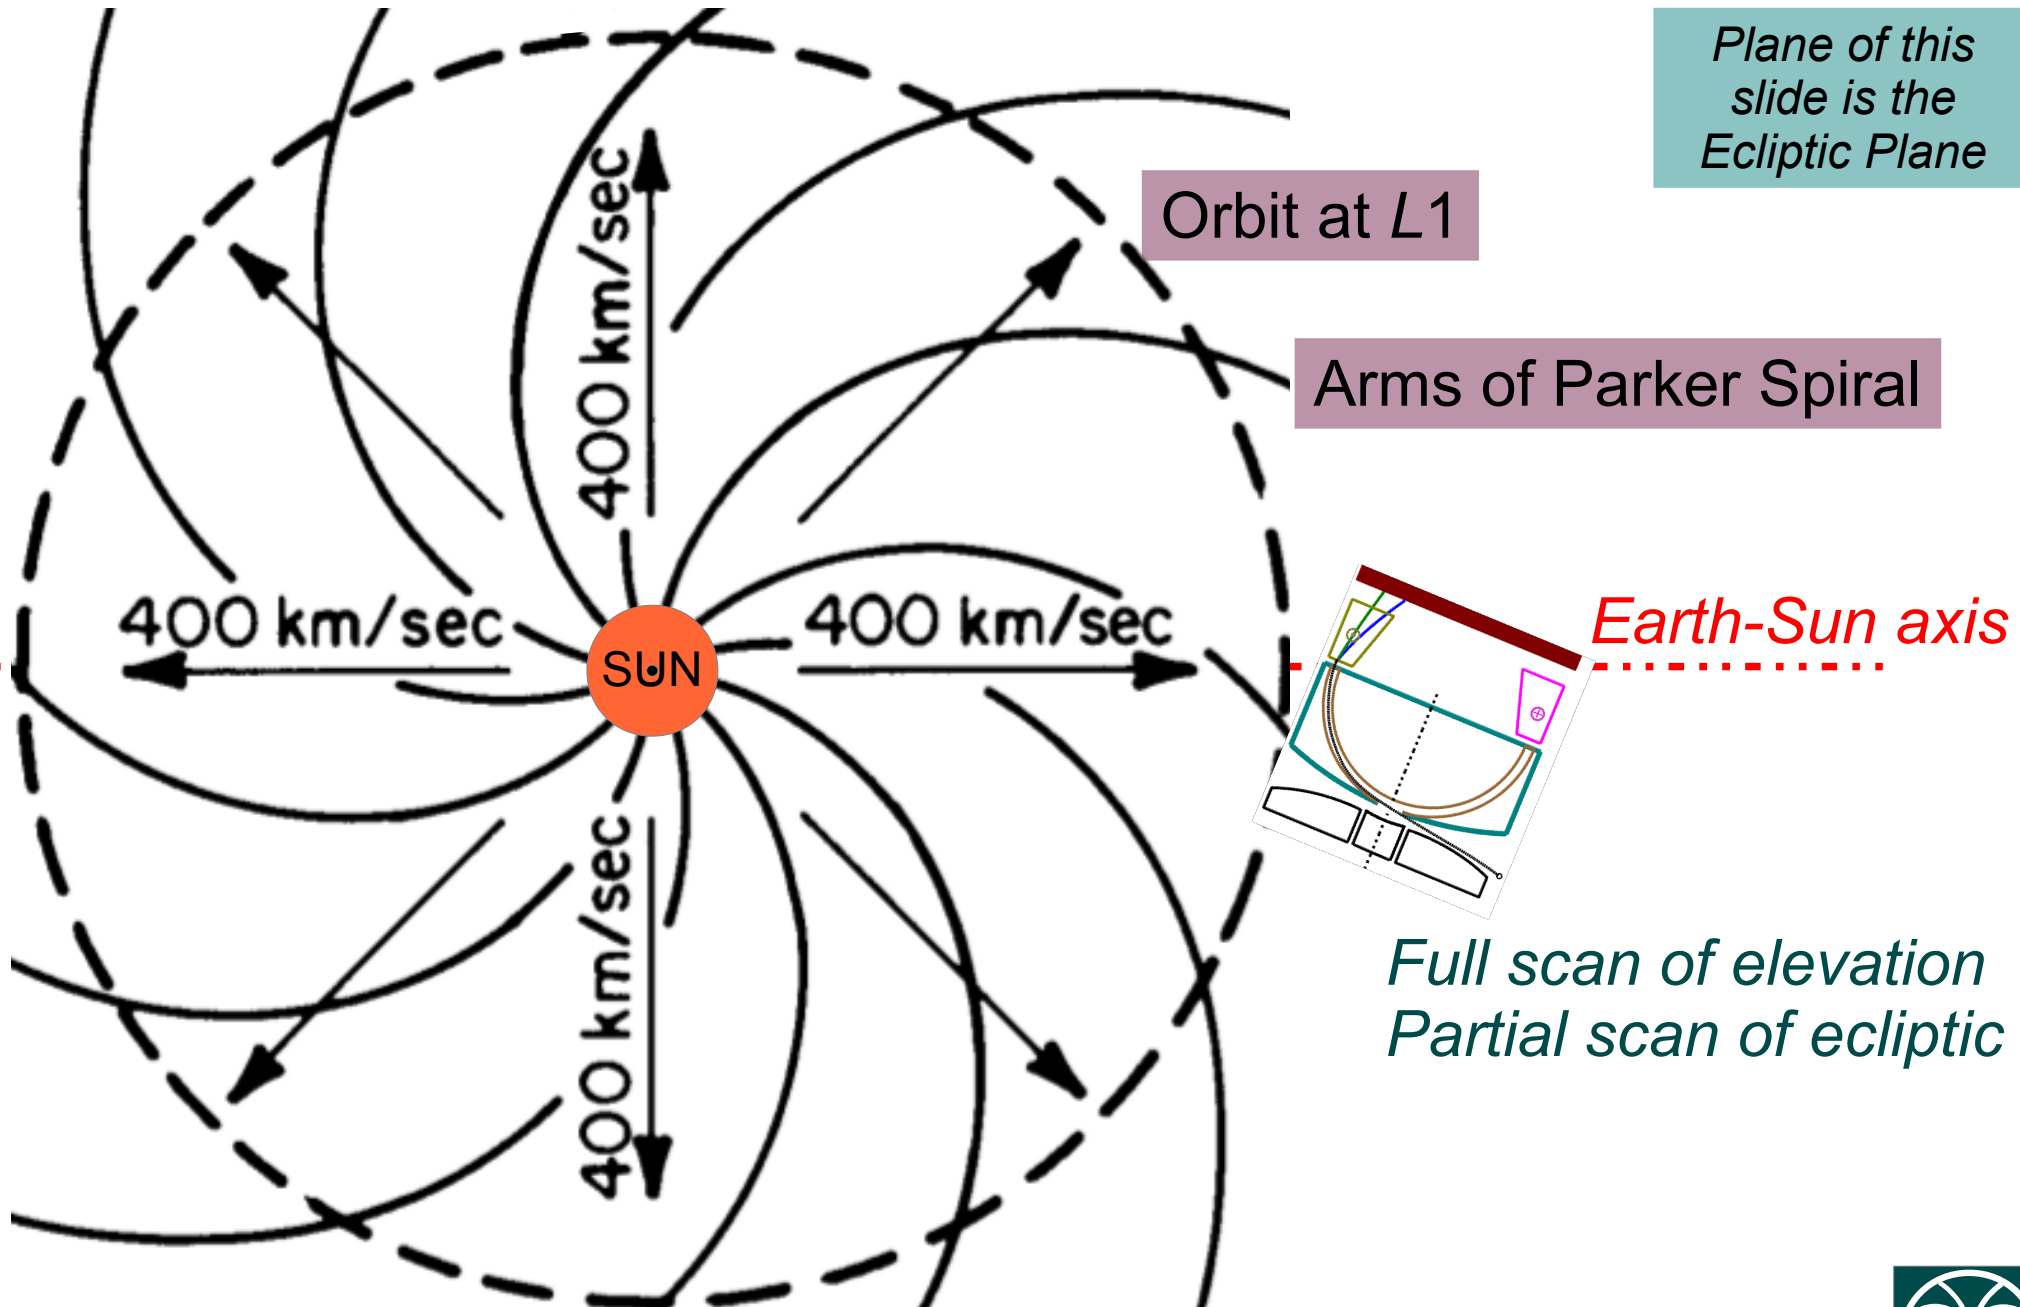 Plane of this
slide is the
Ecliptic Plane
Orbit at L1
400 km/sec
Arms of Parker Spiral
400 km/sec
SUN
400 km/sec
Earth-Sun axis
400 km/sec
Full scan of elevation
Partial scan of ecliptic